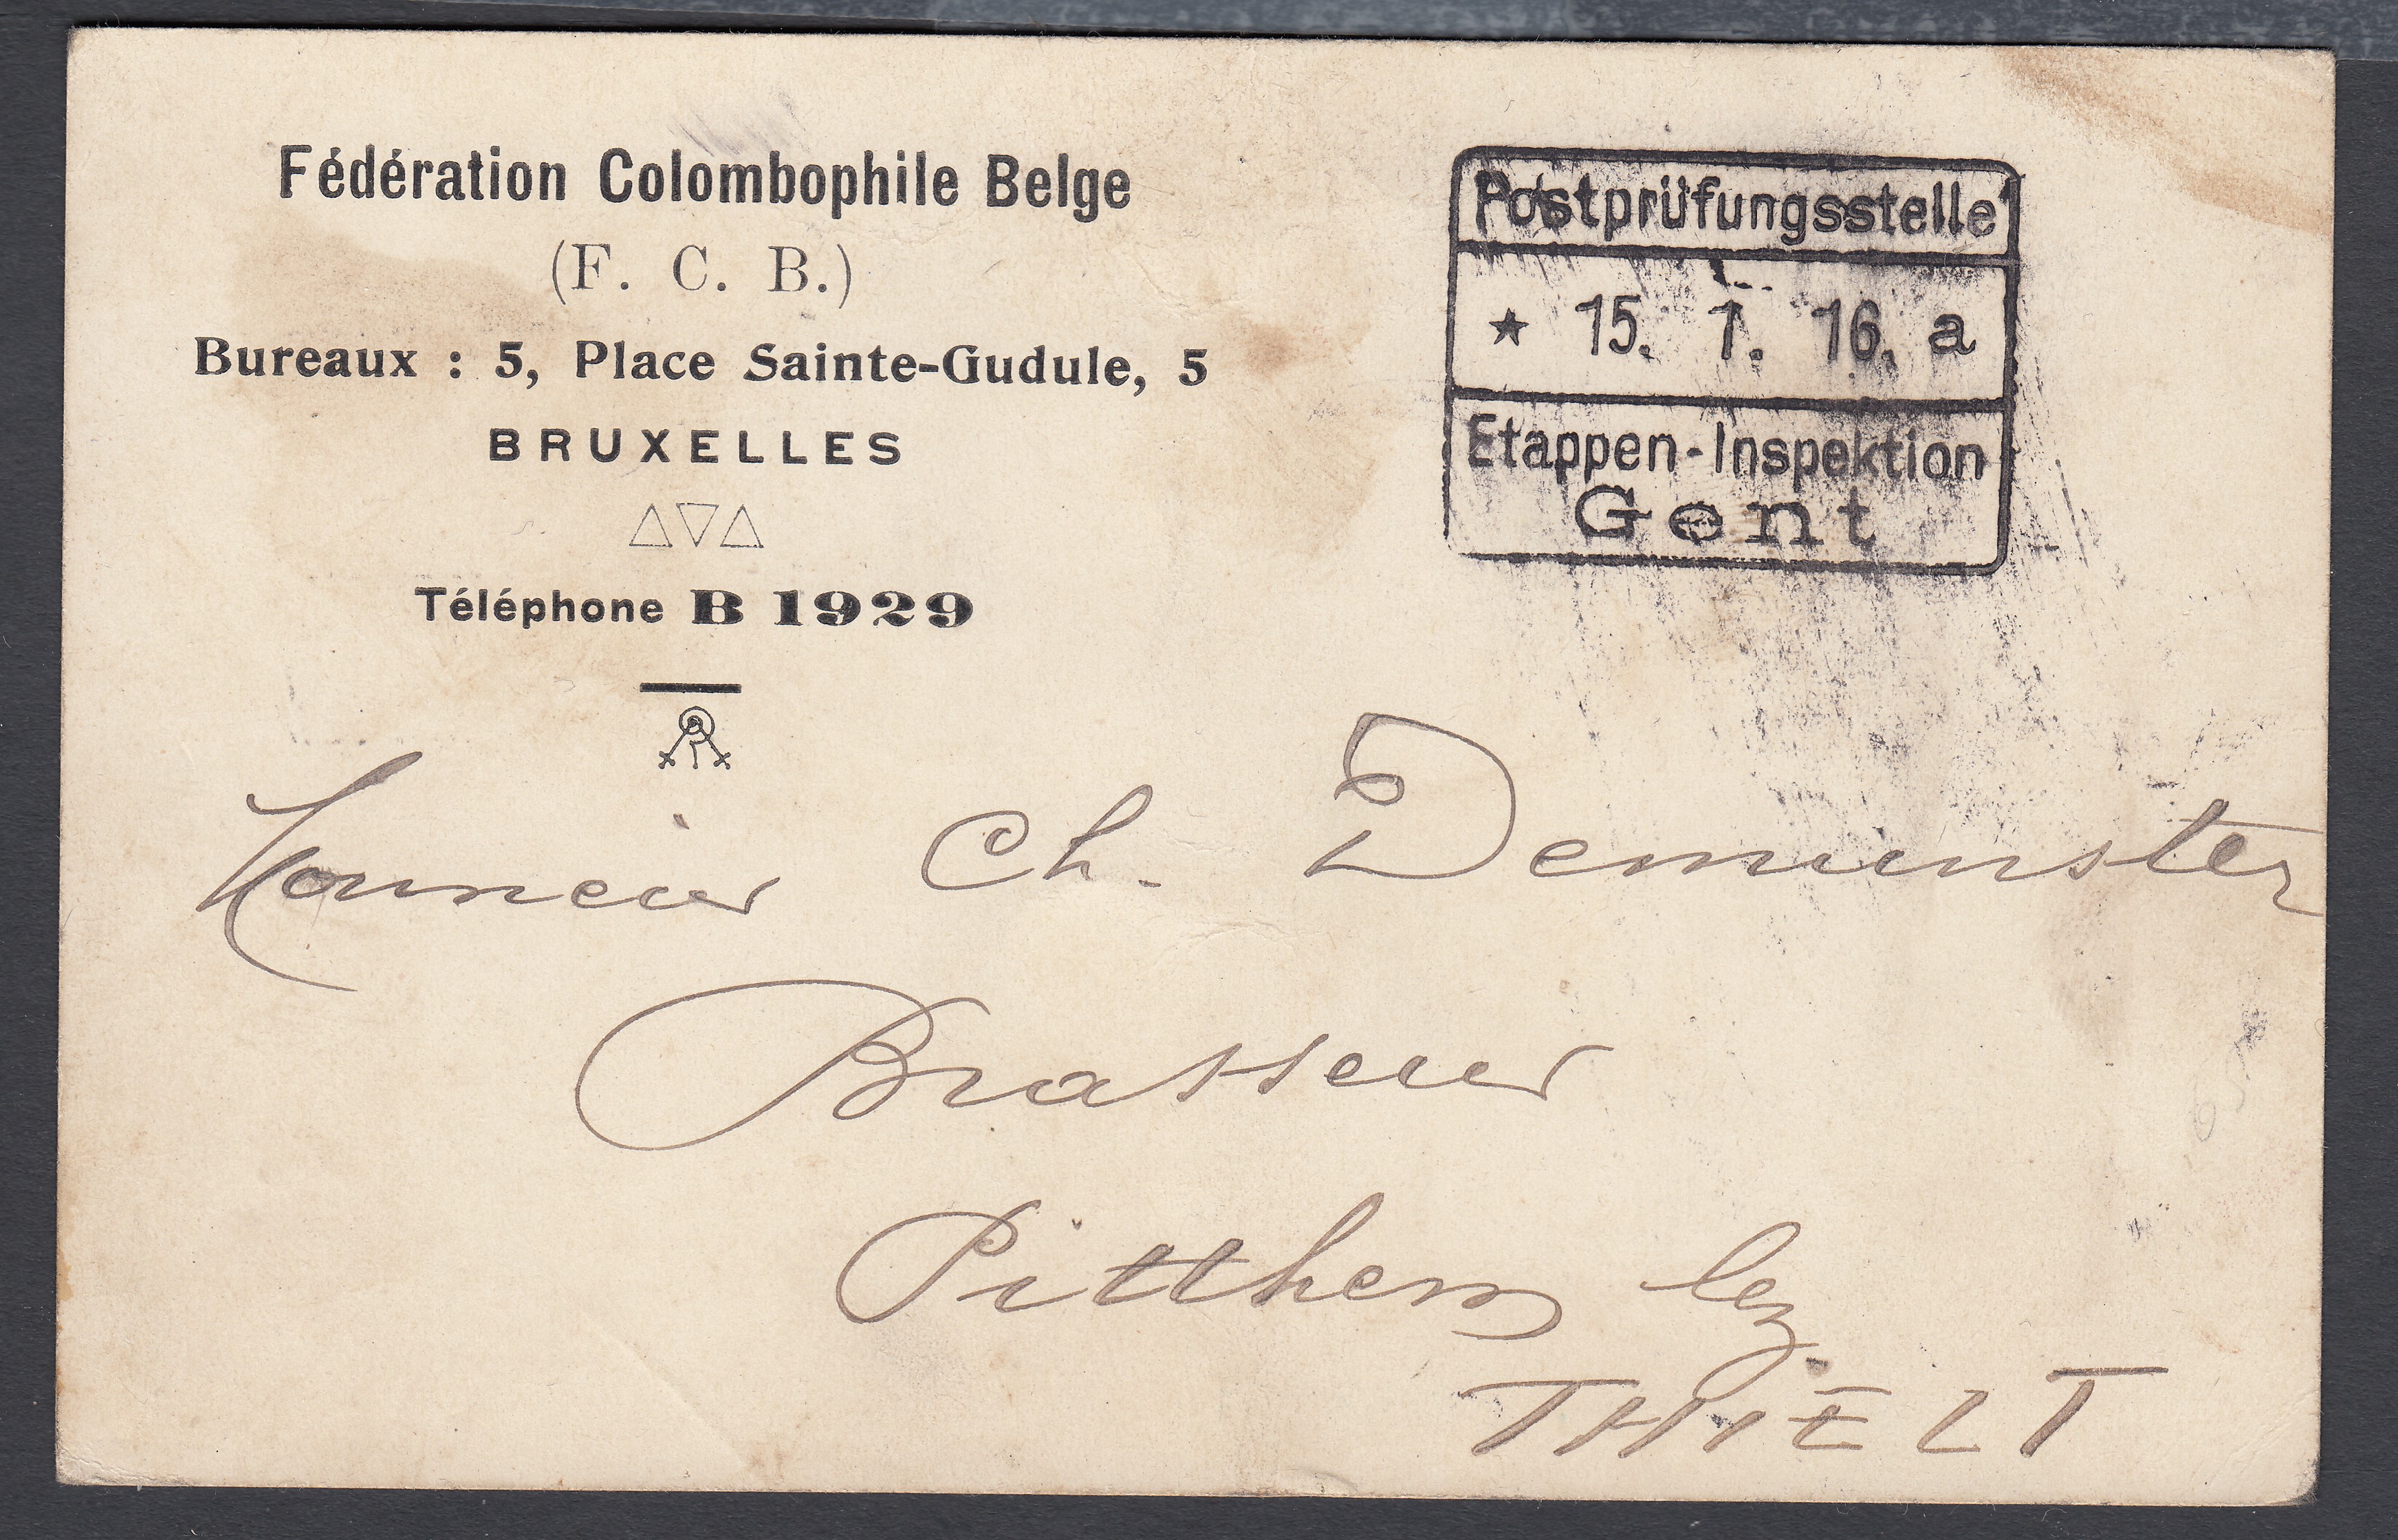 Fédération Colombophile Belge
(F. C. B.)
Bureaux : 5, Place Sainte-Gudule, 5
BRUXELLES
Téléphone B 1929
Postprüfungsstelle
★ 15. 1. 16. a
Etappen-Inspektion
Gent
Monsieur Ch. Demunster
Brasseur
Pitthem lez
THIELT